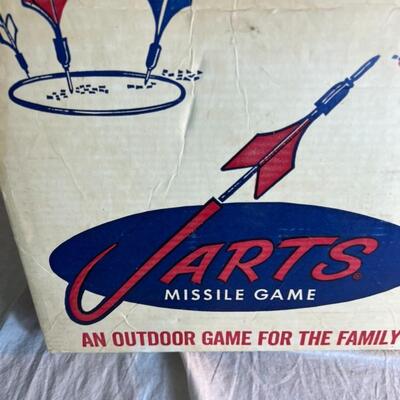 JARTS®
MISSILE GAME
AN OUTDOOR GAME FOR THE FAMILY